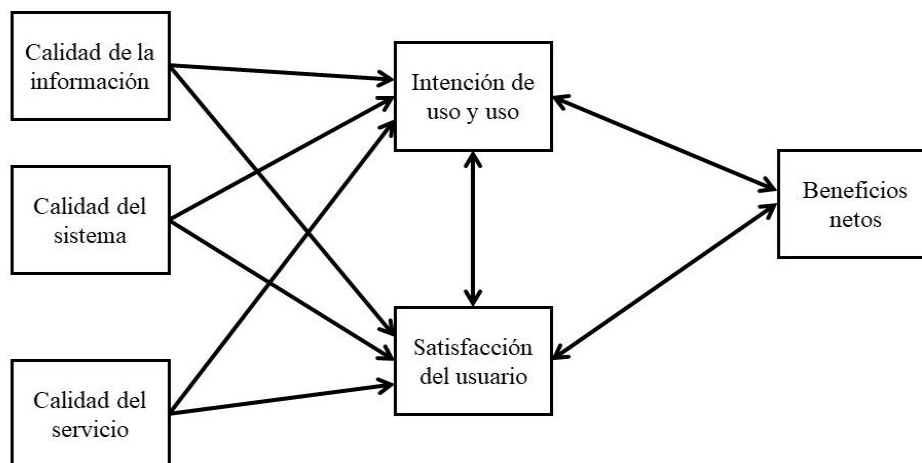 Calidad de la
información
Intención de
uso y uso
Calidad del
sistema
Beneficios
netos
Satisfacción
del usuario
Calidad del
servicio